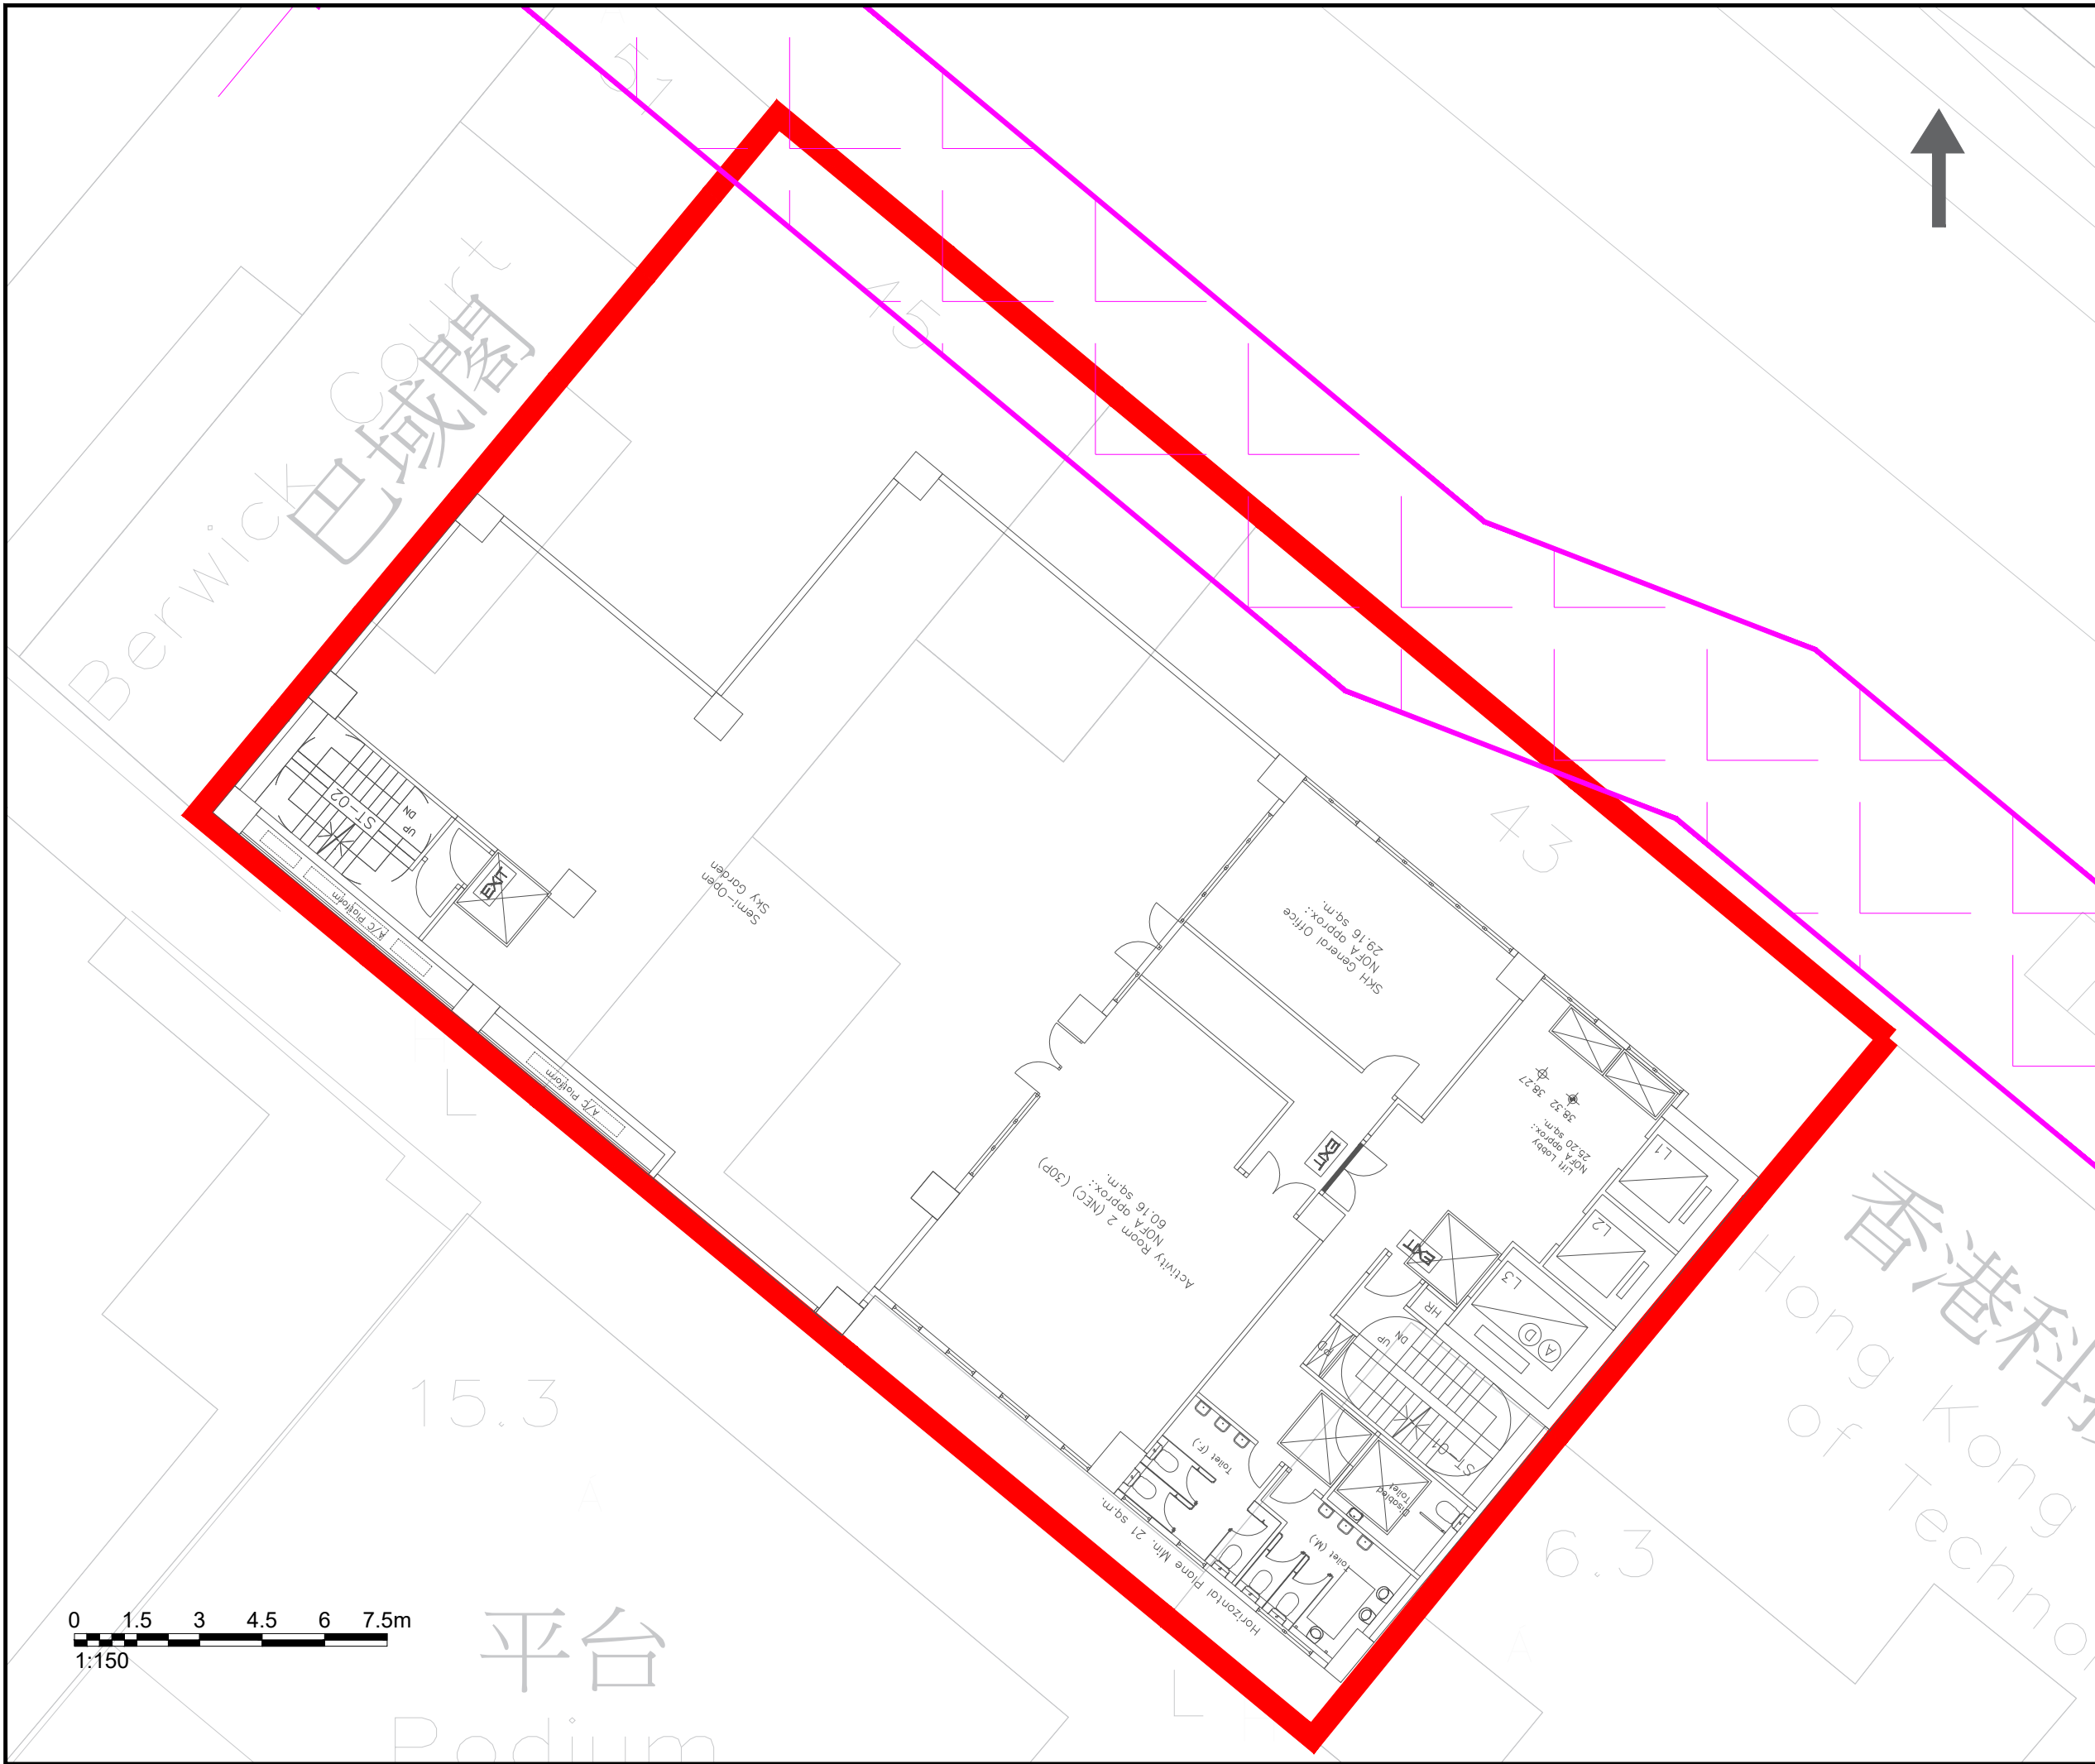 51
45
43
Berwick Court
巴域閣
ST-02
DN
UP
A/C Platform
EXIT
Semi-Open
Sky Garden
A/C Platform
SKH General Office
NOFA approx.:
29.16 sq.m.
Activity Room 2 (NEC) (30P)
NOFA approx.:
60.16 sq.m.
EXIT
38.27
38.32
Lift Lobby
NOFA approx.:
25.20 sq.m.
L1
L2
L3
EXIT
HR
A
D
DN
UP
ST-01
Toilet (F.)
Disabled
Toilet
Toilet (M.)
Horizontal Plane Min. 21. sq.m.
香港科
Hong Kong
of Techno
15.3
6.3
平台
Podium
0 1.5 3 4.5 6 7.5m
1:150